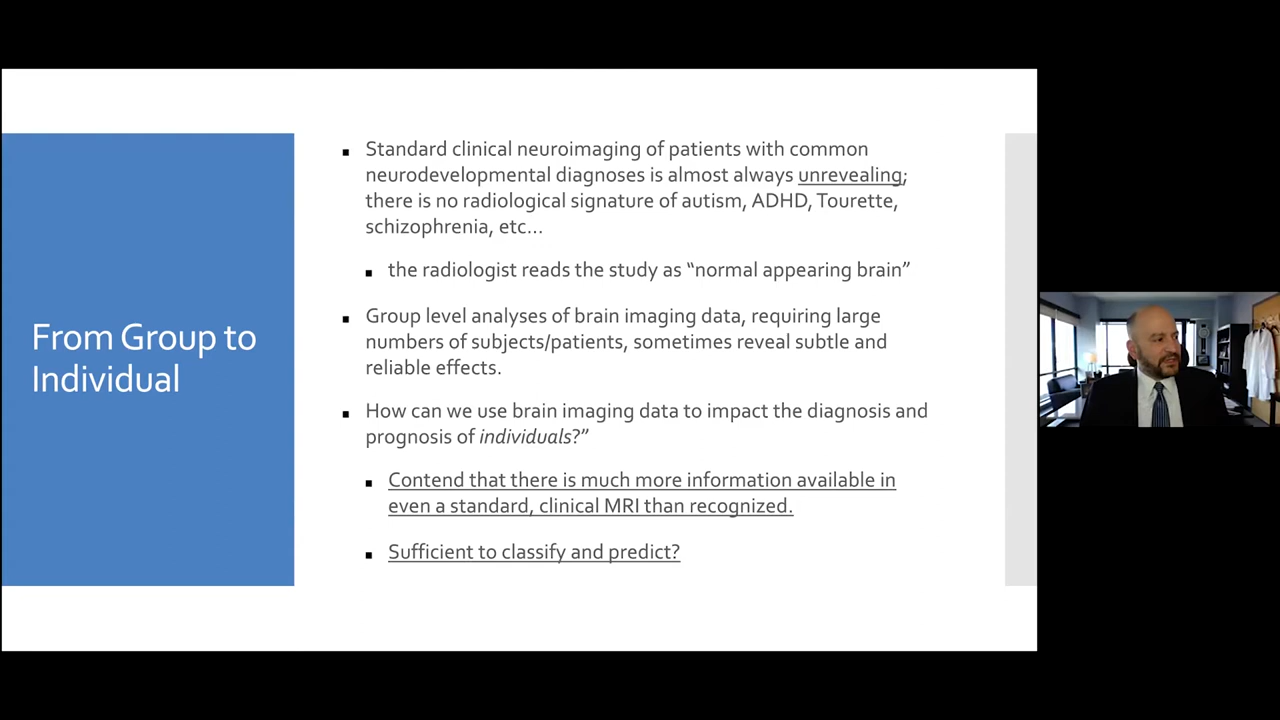 From Group to
Individual
Standard clinical neuroimaging of patients with common
neurodevelopmental diagnoses is almost always unrevealing;
there is no radiological signature of autism, ADHD, Tourette,
schizophrenia, etc...
the radiologist reads the study as “normal appearing brain”
Group level analyses of brain imaging data, requiring large
numbers of subjects/patients, sometimes reveal subtle and
reliable effects.
How can we use brain imaging data to impact the diagnosis and
prognosis of individuals?”
Contend that there is much more information available in
even a standard, clinical MRI than recognized.
Sufficient to classify and predict?